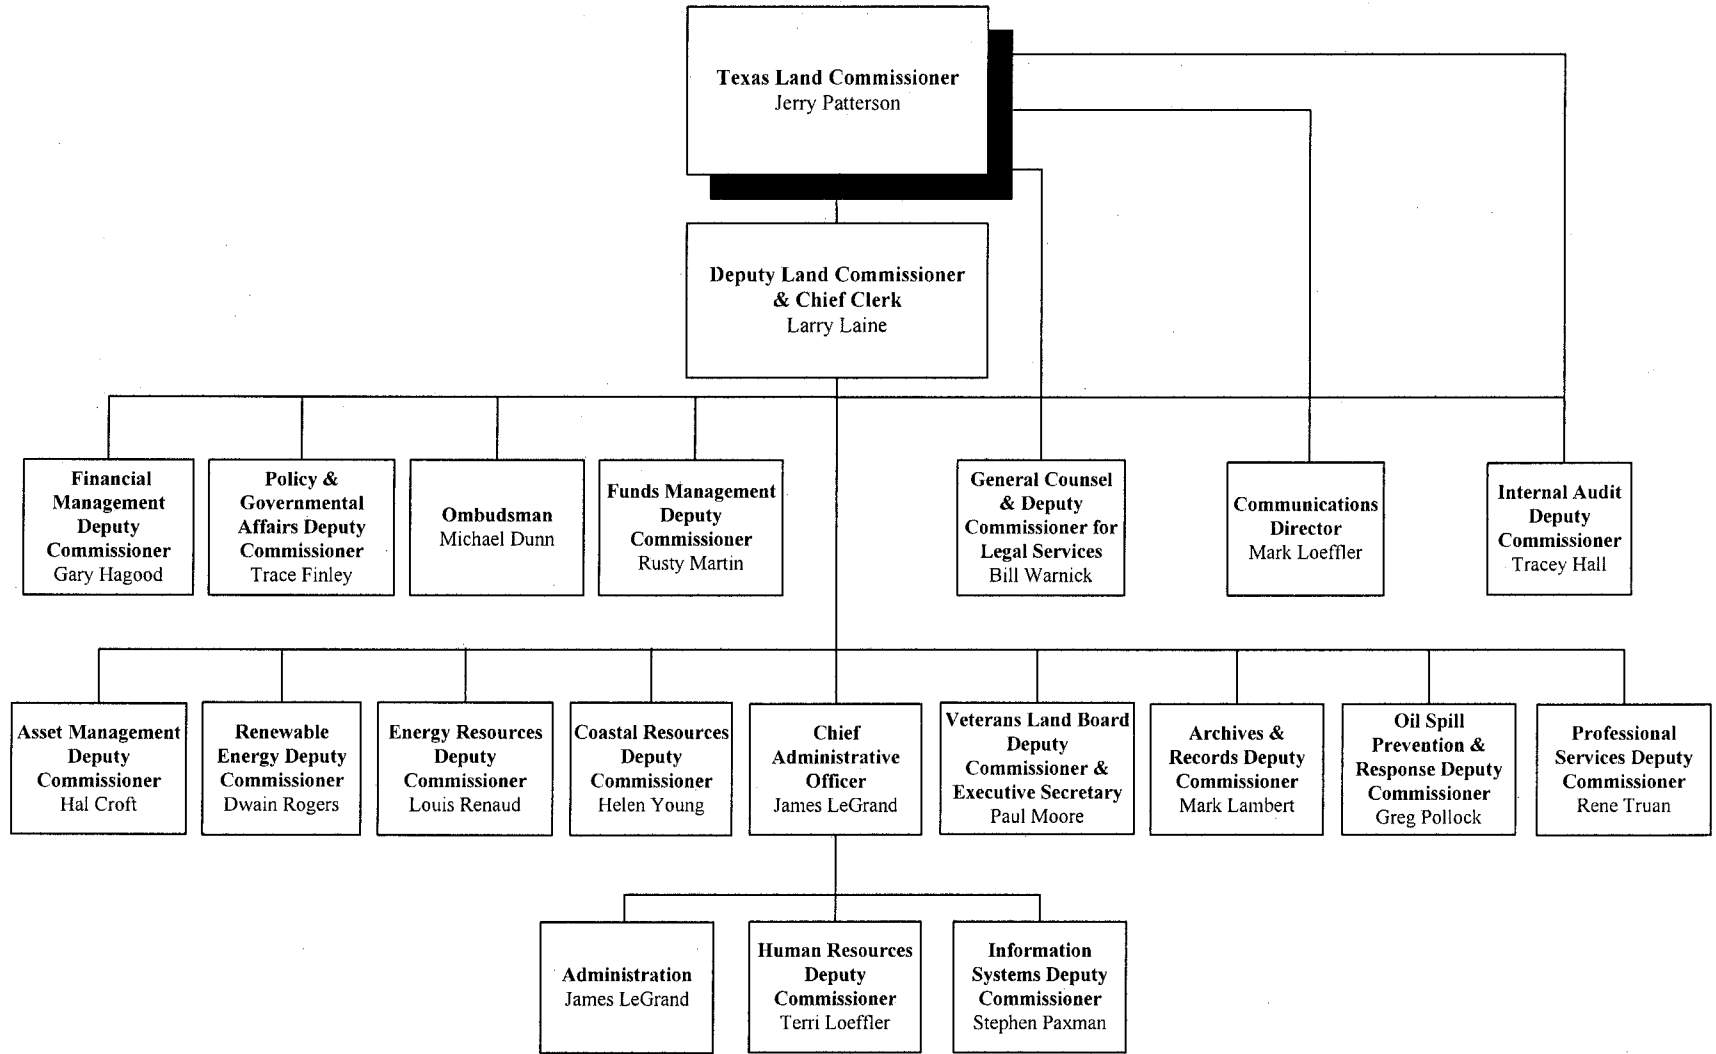 Texas Land Commissioner
Jerry Patterson
Deputy Land Commissioner
& Chief Clerk
Larry Laine
Financial
Management
Deputy
Commissioner
Gary Hagood
Policy &
Governmental
Affairs Deputy
Commissioner
Trace Finley
Ombudsman
Michael Dunn
Funds Management
Deputy
Commissioner
Rusty Martin
General Counsel
& Deputy
Commissioner for
Legal Services
Bill Warnick
Communications
Director
Mark Loeffler
Internal Audit
Deputy
Commissioner
Tracey Hall
Asset Management
Deputy
Commissioner
Hal Croft
Renewable
Energy Deputy
Commissioner
Dwain Rogers
Energy Resources
Deputy
Commissioner
Louis Renaud
Coastal Resources
Deputy
Commissioner
Helen Young
Chief
Administrative
Officer
James LeGrand
Veterans Land Board
Deputy
Commissioner &
Executive Secretary
Paul Moore
Archives &
Records Deputy
Commissioner
Mark Lambert
Oil Spill
Prevention &
Response Deputy
Commissioner
Greg Pollock
Professional
Services Deputy
Commissioner
Rene Truan
Administration
James LeGrand
Human Resources
Deputy
Commissioner
Terri Loeffler
Information
Systems Deputy
Commissioner
Stephen Paxman